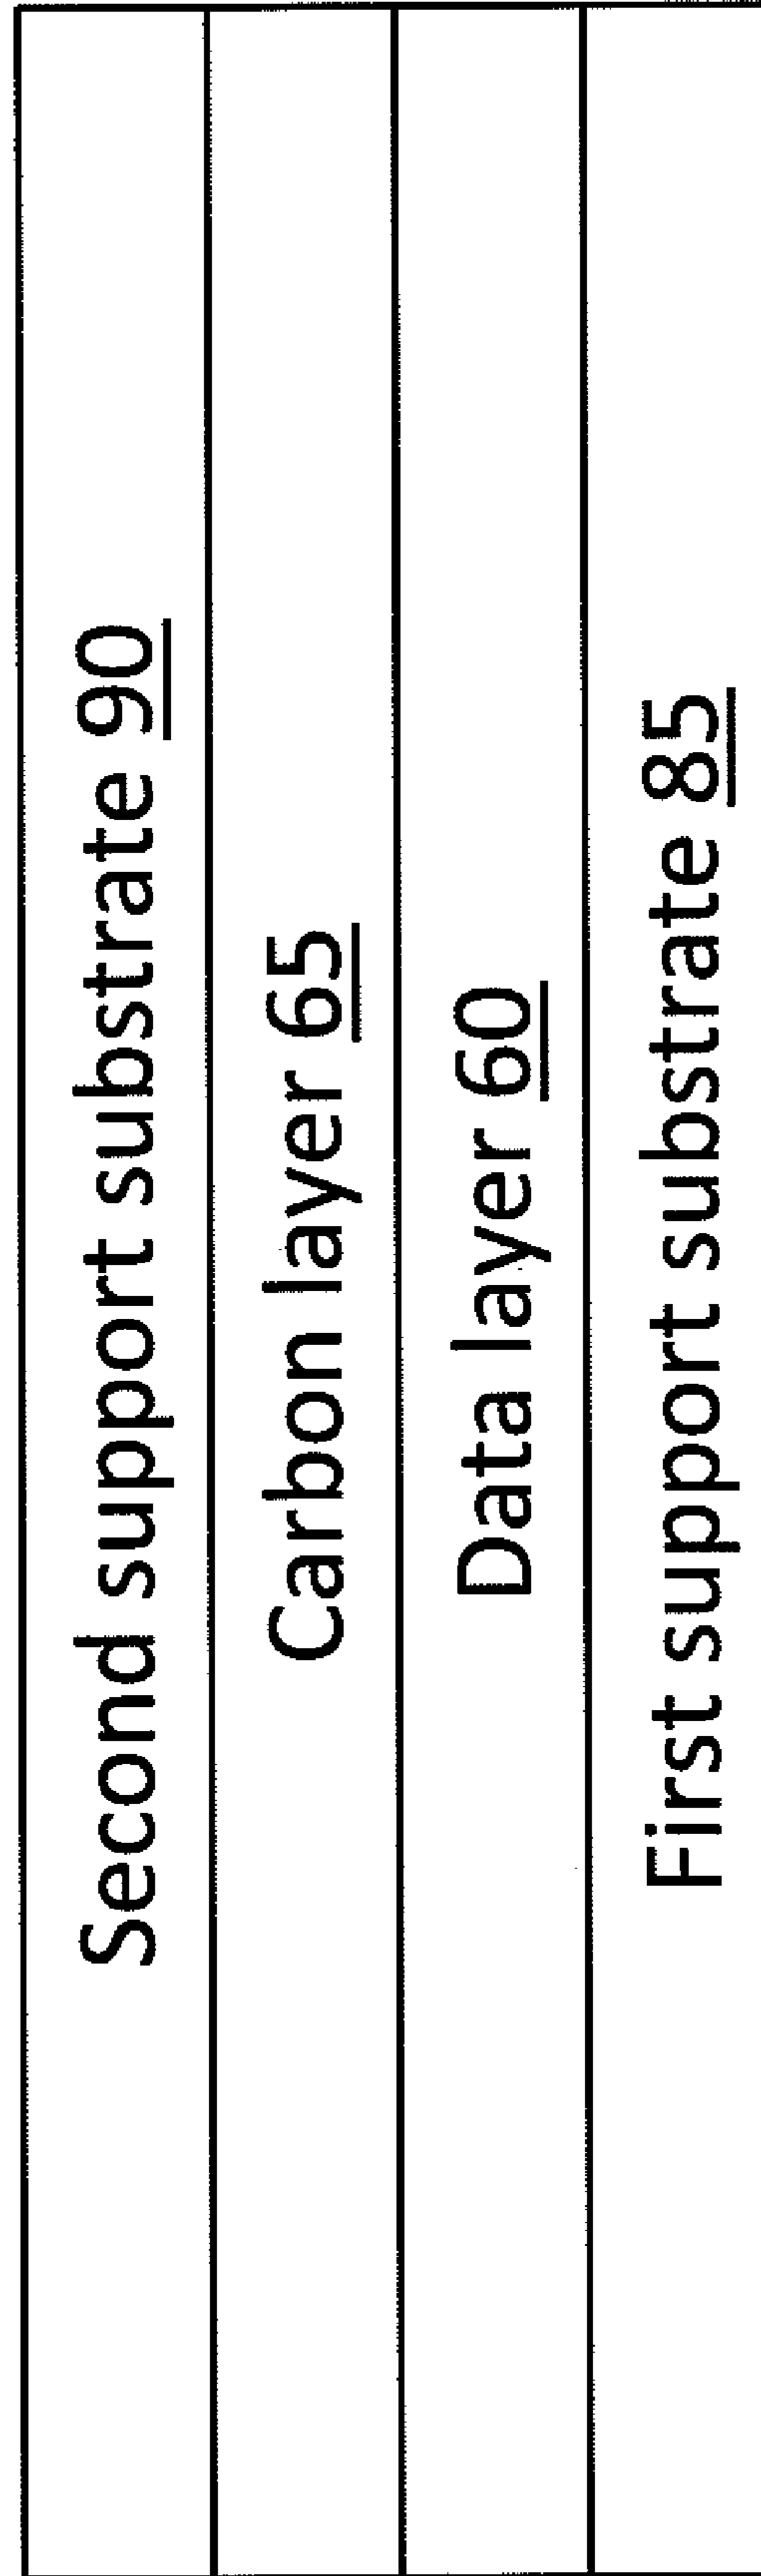 Second support substrate 90
Carbon layer 65
Data layer 60
First support substrate 85